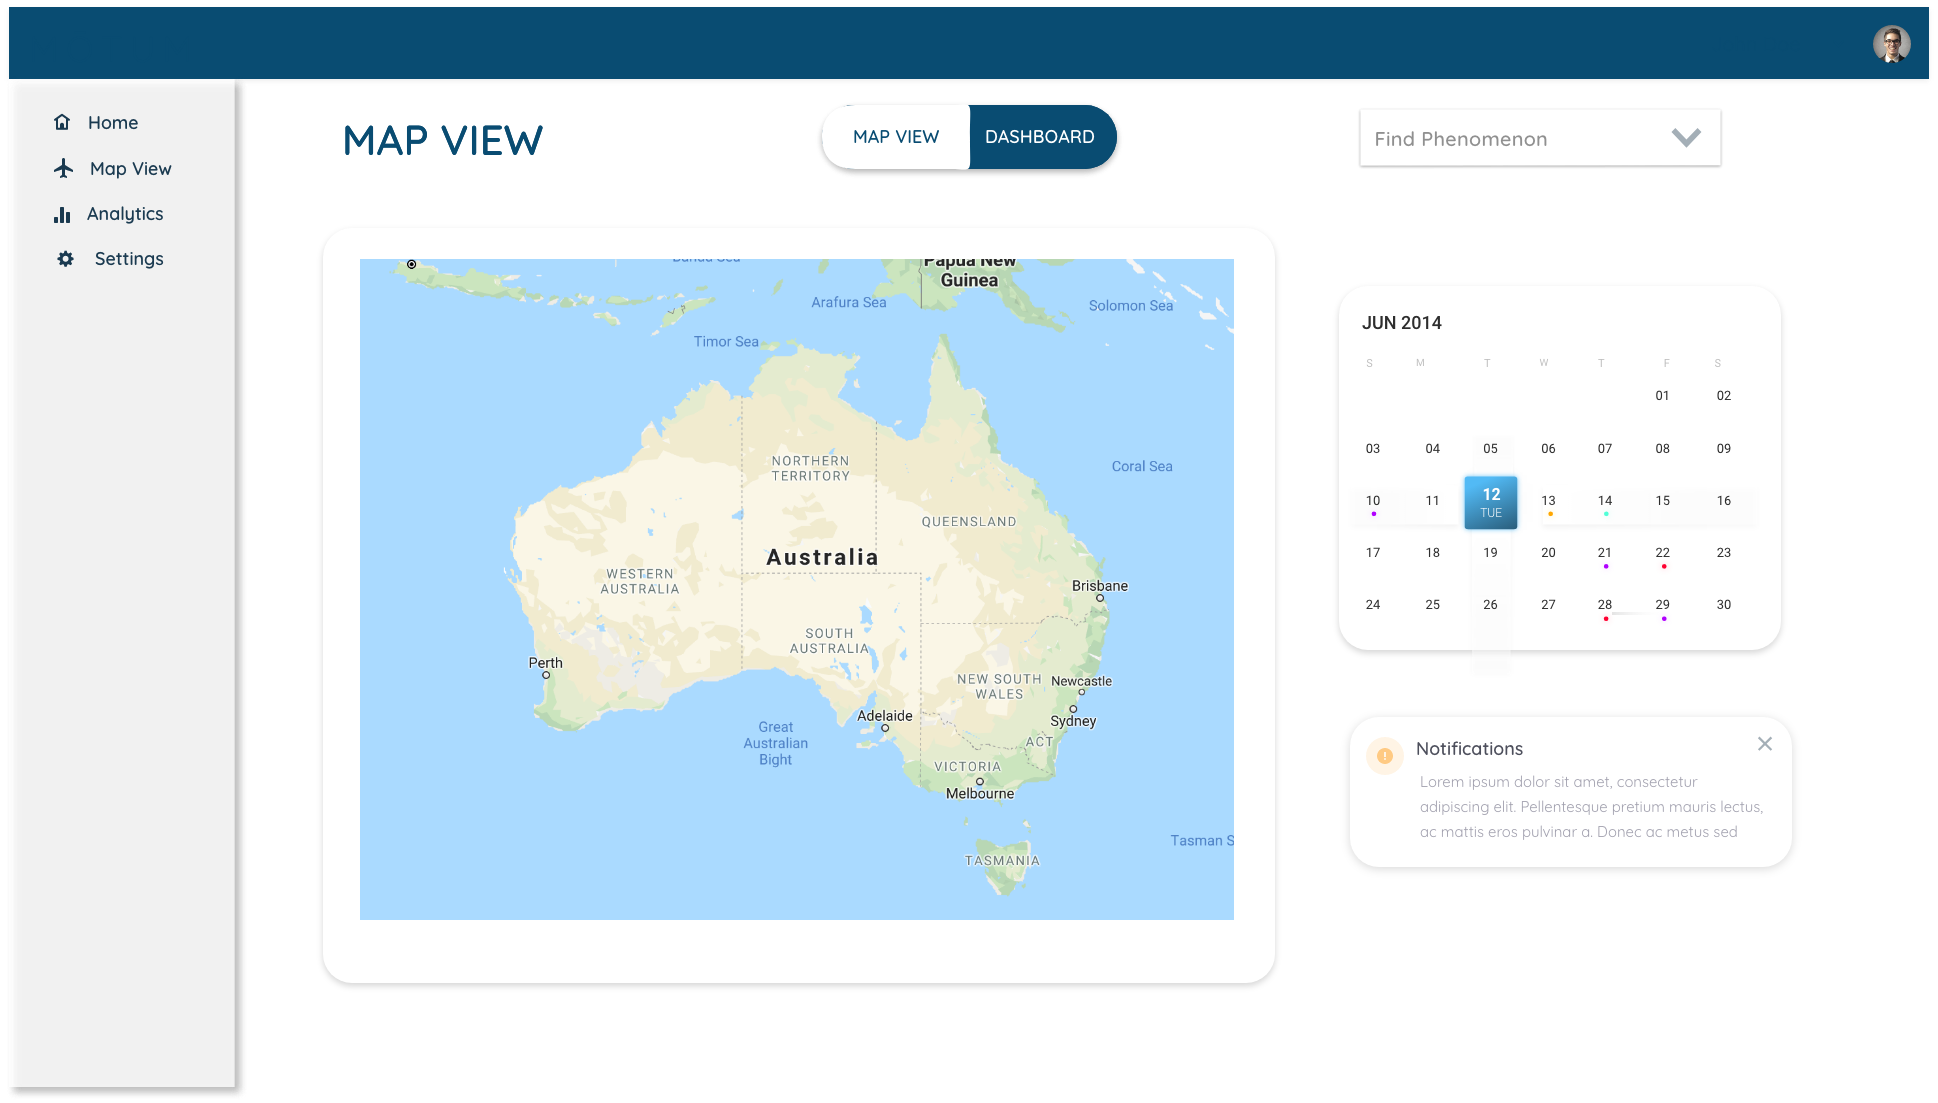 Home
Map View
Analytics
Settings
MAP VIEW
MAP VIEW
DASHBOARD
Find Phenomenon
Banda Sea
Papua New
Guinea
Arafura Sea
Solomon Sea
Timor Sea
NORTHERN
TERRITORY
Coral Sea
QUEENSLAND
Australia
WESTERN
AUSTRALIA
Brisbane
SOUTH
AUSTRALIA
Perth
NEW SOUTH
WALES
Newcastle
Adelaide
Sydney
Great
Australian
Bight
ACT
VICTORIA
Melbourne
Tasman S
TASMANIA
JUN 2014
S M T W T F S
01 02
03 04 05 06 07 08 09
10 11 12 13 14 15 16
TUE
17 18 19 20 21 22 23
24 25 26 27 28 29 30
Notifications
Lorem ipsum dolor sit amet, consectetur
adipiscing elit. Pellentesque pretium mauris lectus,
ac mattis eros pulvinar a. Donec ac metus sed